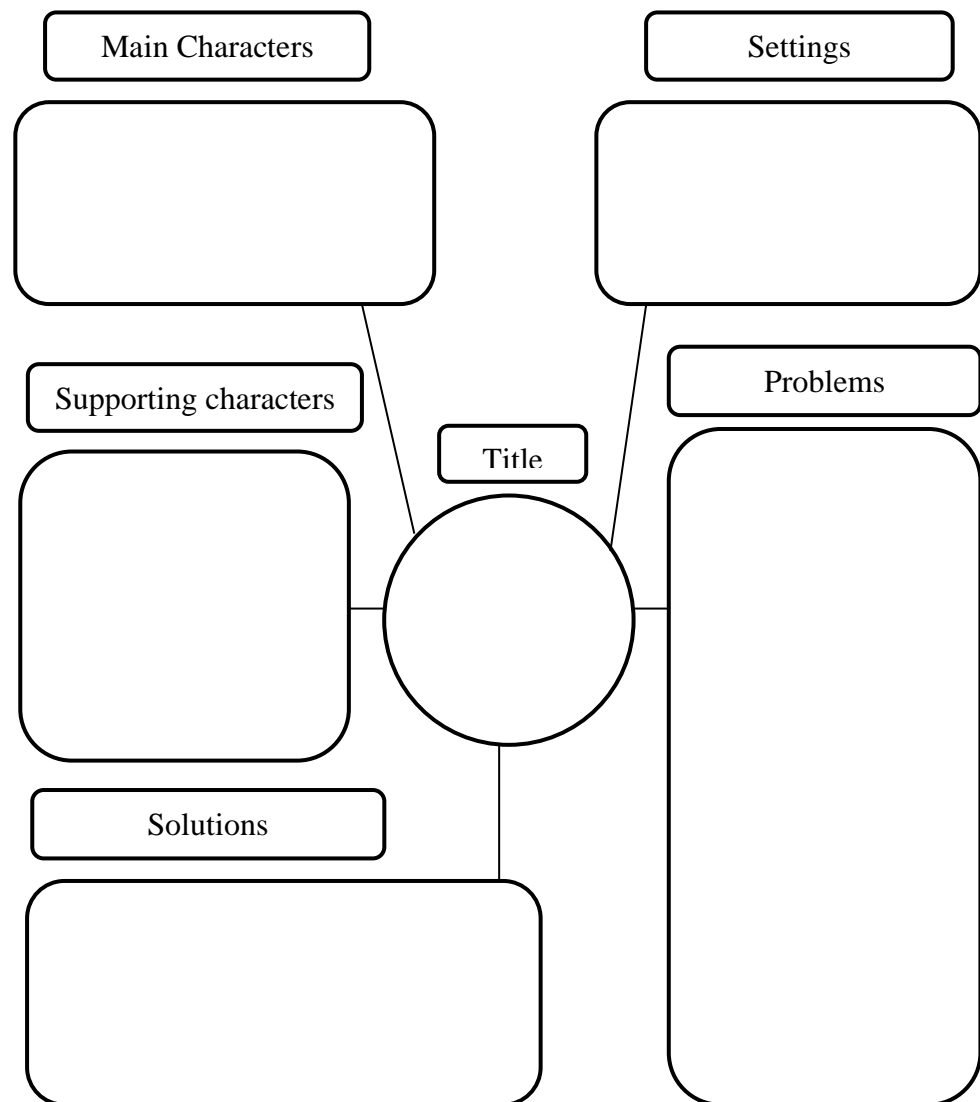 Main Characters
Settings
Supporting characters
Problems
Title
Solutions